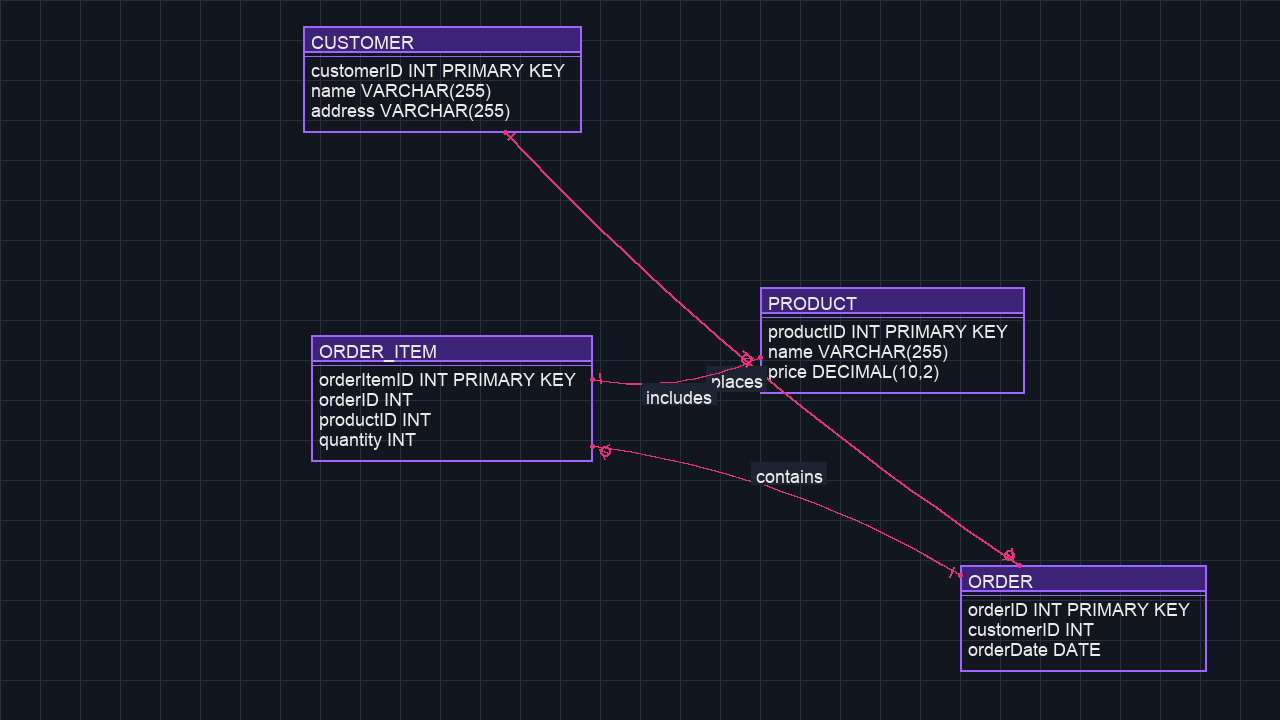 CUSTOMER
customerID INT PRIMARY KEY
name VARCHAR(255)
address VARCHAR(255)
PRODUCT
productID INT PRIMARY KEY
name VARCHAR(255)
price DECIMAL(10,2)
ORDER_ITEM
orderItemID INT PRIMARY KEY
orderID INT
productID INT
quantity INT
places
includes
contains
ORDER
orderID INT PRIMARY KEY
customerID INT
orderDate DATE